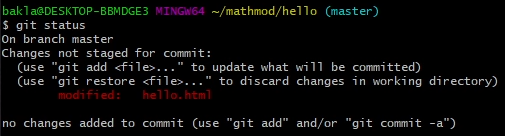 bakla@DESKTOP-BBMDGE3 MINGW64 ~/mathmod/hello (master)
$ git status
On branch master
Changes not staged for commit:
  (use "git add <file>..." to update what will be committed)
  (use "git restore <file>..." to discard changes in working directory)
        modified:   hello.html

no changes added to commit (use "git add" and/or "git commit -a")